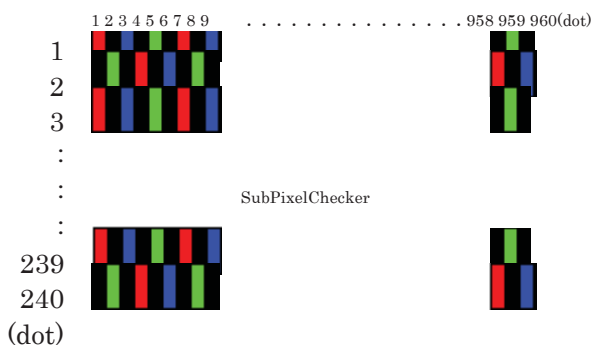 1 2 3 4 5 6 7 8 9 . . . . . . . . . . . . . . . 958 959 960(dot)
1
2
3
:
:
SubPixelChecker
:
239
240
(dot)